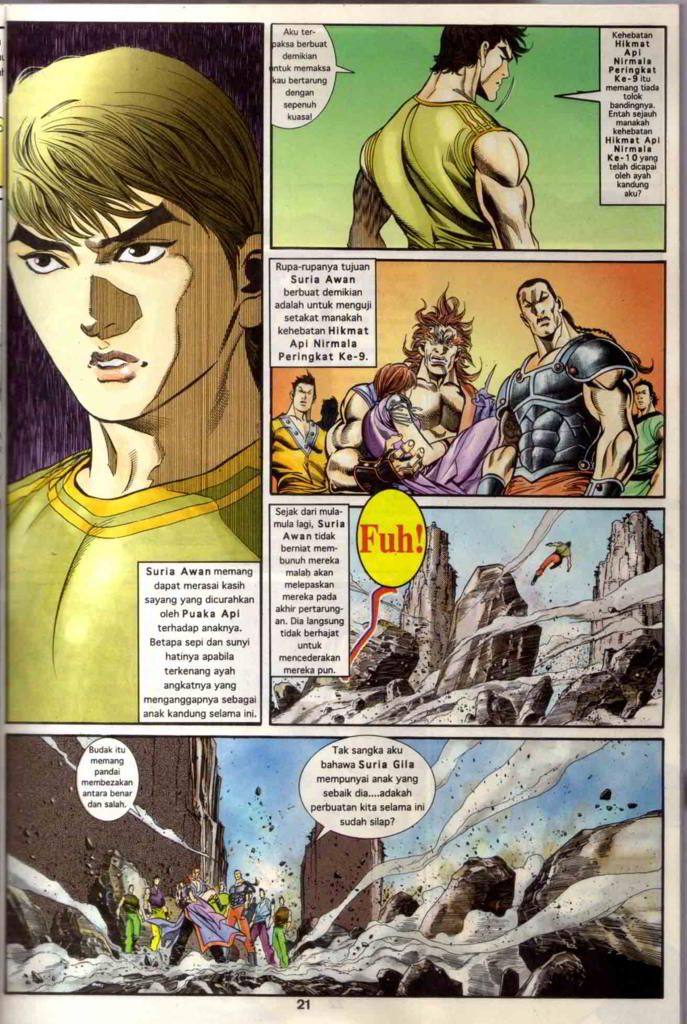 Aku ter-
paksa berbuat
demikian
untuk memaksa
kau bertarung
dengan
sepenuh
kuasa!
Kehebatan
Hikmat
Api
Nirmala
Peringkat
Ke-9 itu
memang tiada
tolok
bandingnya.
Entah sejauh
manakah
kehebatan
Hikmat Api
Nirmala
Ke-10 yang
telah dicapai
oleh ayah
kandung
aku?
Suria Awan memang
dapat merasai kasih
sayang yang dicurahkan
oleh Puaka Api
terhadap anaknya.
Betapa sepi dan sunyi
hatinya apabila
terkenang ayah
angkatnya yang
menganggapnya sebagai
anak kandung selama ini.
Rupa-rupanya tujuan
Suria Awan
berbuat demikian
adalah untuk menguji
setakat manakah
kehebatan Hikmat
Api Nirmala
Peringkat Ke-9.
Sejak dari mula-
mula lagi, Suria
Awan tidak
berniat mem-
bunuh mereka
malah akan
melepaskan
mereka pada
akhir pertarung-
an. Dia langsung
tidak berhajat
untuk
mencederakan
mereka pun.
Fuh!
Budak itu
memang
pandai
membezakan
antara benar
dan salah.
Tak sangka aku
bahawa Suria Gila
mempunyai anak yang
sebaik dia....adakah
perbuatan kita selama ini
sudah silap?
21